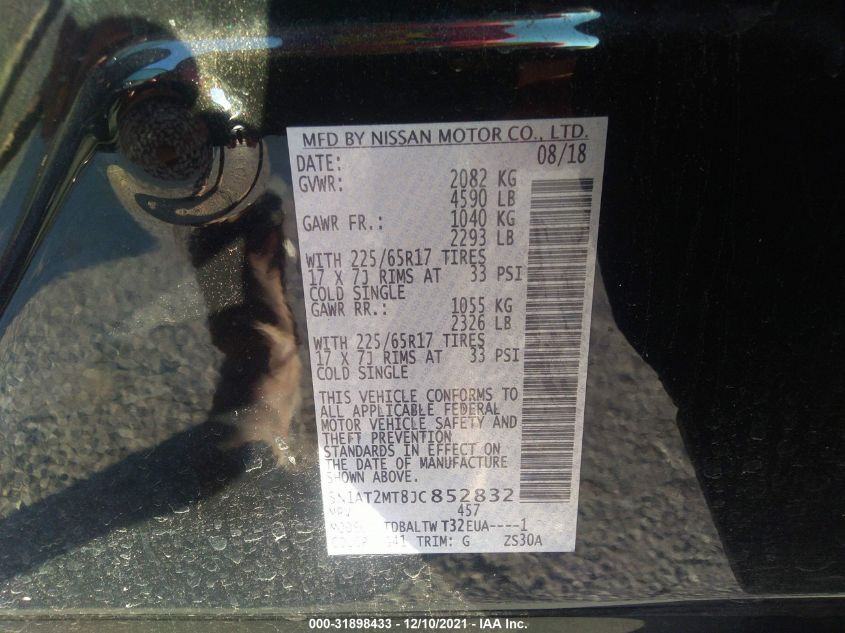 MFD BY NISSAN MOTOR CO., LTD.
DATE: 08/18
GVWR: 2082 KG
4590 LB
GAWR FR.: 1040 KG
2293 LB
WITH 225/65R17 TIRES
17 X 7J RIMS AT 33 PSI
COLD SINGLE
GAWR RR.: 1055 KG
2326 LB
WITH 225/65R17 TIRES
17 X 7J RIMS AT 33 PSI
COLD SINGLE
THIS VEHICLE CONFORMS TO
ALL APPLICABLE FEDERAL
MOTOR VEHICLE SAFETY AND
THEFT PREVENTION
STANDARDS IN EFFECT ON
THE DATE OF MANUFACTURE
SHOWN ABOVE.
5N1AT2MT8JC852832
MPV 457
TDBALTW T32EUA----1
TRIM: G ZS30A
000-31898433 - 12/10/2021 - IAA Inc.